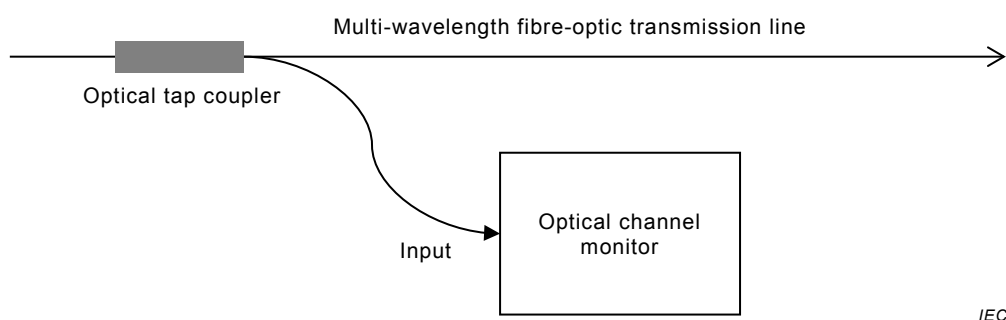 Multi-wavelength fibre-optic transmission line
Optical tap coupler
Optical channel
monitor
Input
IEC